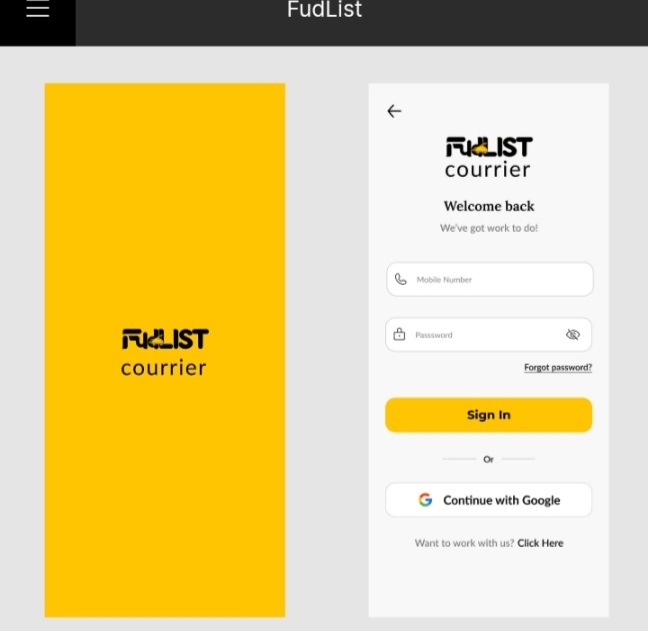 FudList
FudLIST
courrier
FudLIST
courrier
Welcome back
We've got work to do!
Mobile Number
Passsword
Forgot password?
Sign In
Or
Continue with Google
Want to work with us? Click Here